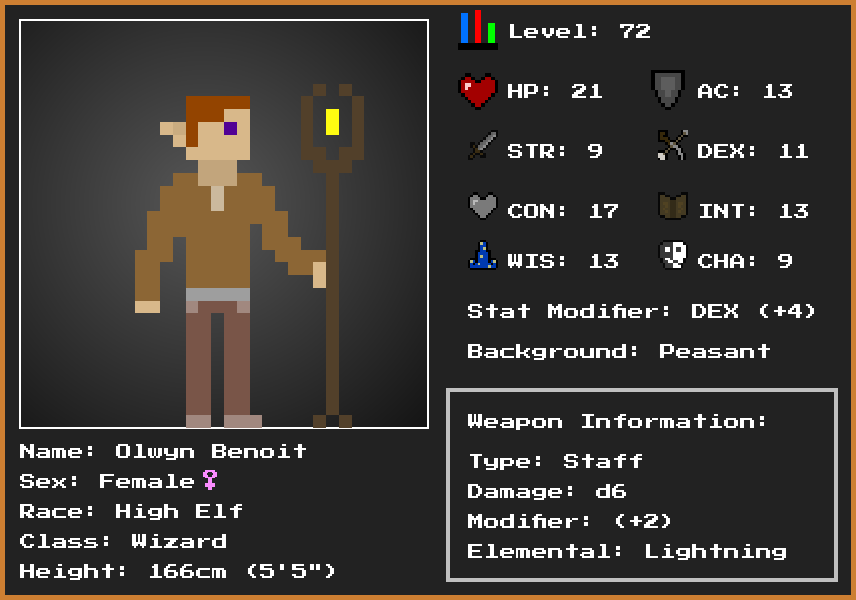 Level: 72
HP: 21 AC: 13
STR: 9 DEX: 11
CON: 17 INT: 13
WIS: 13 CHA: 9
Stat Modifier: DEX (+4)
Background: Peasant
Weapon Information:
Type: Staff
Damage: d6
Modifier: (+2)
Elemental: Lightning
Name: Olwyn Benoit
Sex: Female♀
Race: High Elf
Class: Wizard
Height: 166cm (5'5")